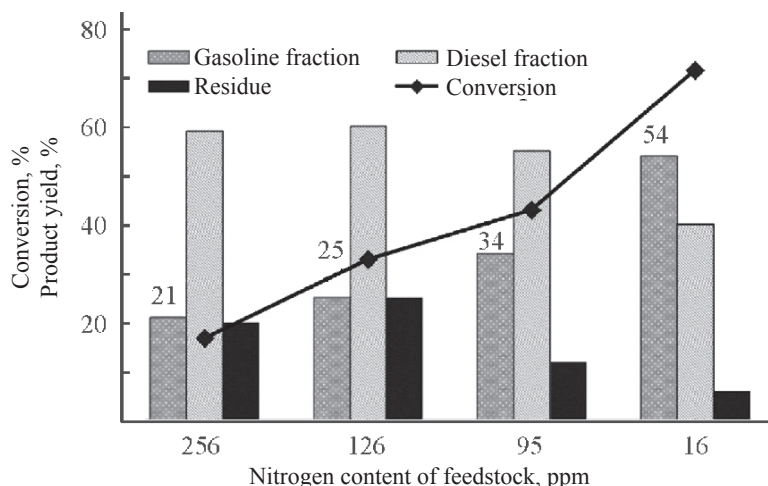 80
Gasoline fraction
Diesel fraction
Residue
Conversion
60
54
40
34
25
21
20
Conversion, %
Product yield, %
256
126
95
16
Nitrogen content of feedstock, ppm